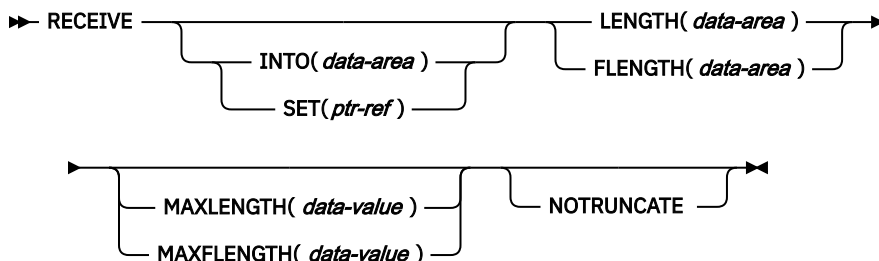 RECEIVE
LENGTH( data-area )
INTO( data-area )
FLENGTH( data-area )
SET( ptr-ref )
MAXLENGTH( data-value )
NOTRUNCATE
MAXFLENGTH( data-value )